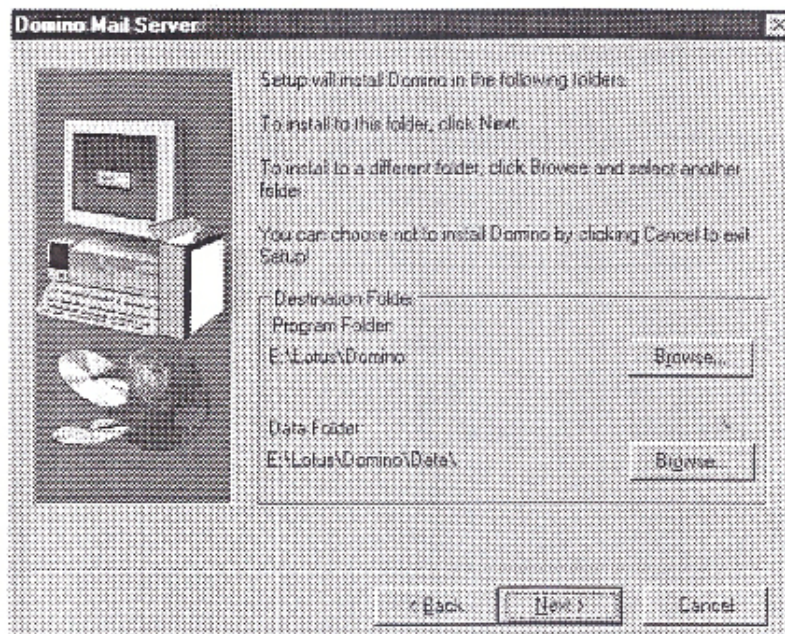 Domino Mail Server
Setup will install Domino in the following folders.
To install to this folder, click Next.
To install to a different folder, click Browse and select another
folder.
You can choose not to install Domino by clicking Cancel to exit
Setup.
Destination Folder
Program Folder
E:\Lotus\Domino
Browse...
Data Folder
E:\Lotus\Domino\Data\
Browse...
< Back
Next >
Cancel